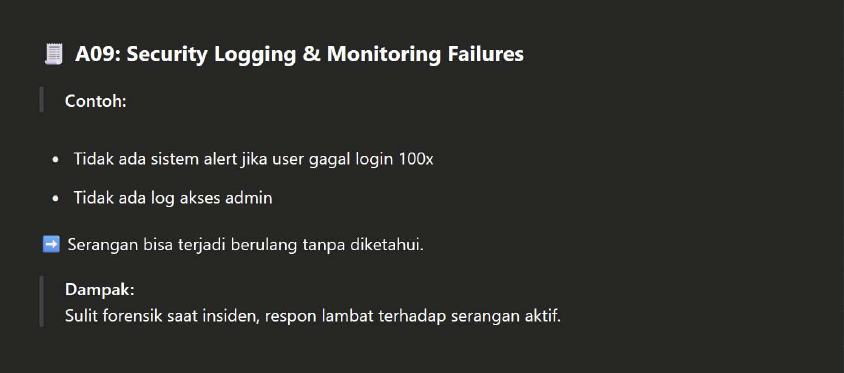 A09: Security Logging & Monitoring Failures
Contoh:
Tidak ada sistem alert jika user gagal login 100x
Tidak ada log akses admin
Serangan bisa terjadi berulang tanpa diketahui.
Dampak:
Sulit forensik saat insiden, respon lambat terhadap serangan aktif.